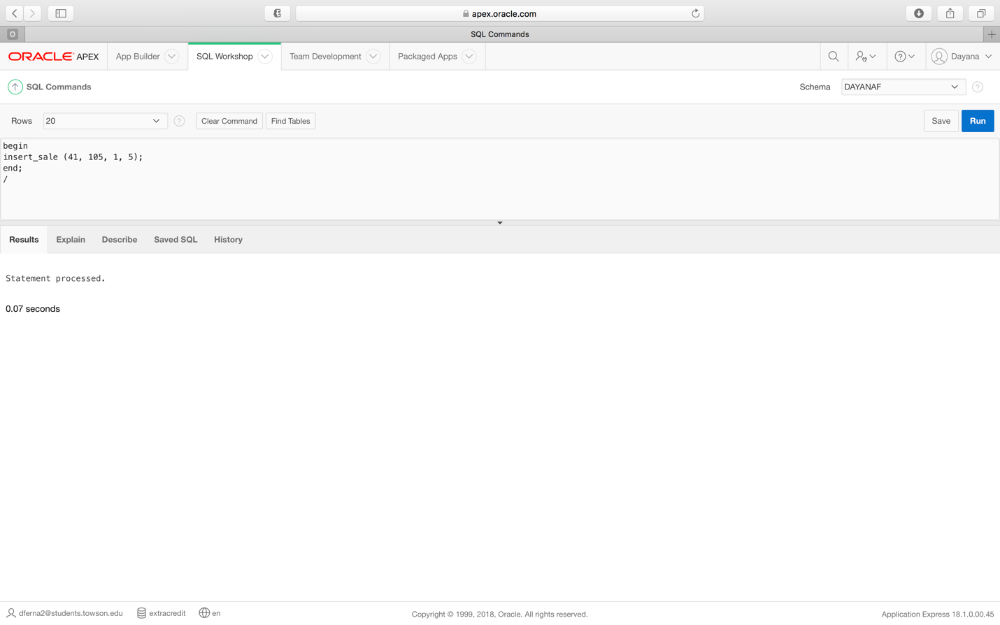 apex.oracle.com
O
SQL Commands
ORACLE APEX
App Builder
SQL Workshop
Team Development
Packaged Apps
Dayana
SQL Commands
Schema
DAYANAF
?
Rows
20
?
Clear Command
Find Tables
Save
Run
begin
insert_sale (41, 105, 1, 5);
end;
/
Results
Explain
Describe
Saved SQL
History
Statement processed.
0.07 seconds
dferna2@students.towson.edu
extracredit
en
Copyright © 1999, 2018, Oracle. All rights reserved.
Application Express 18.1.0.00.45